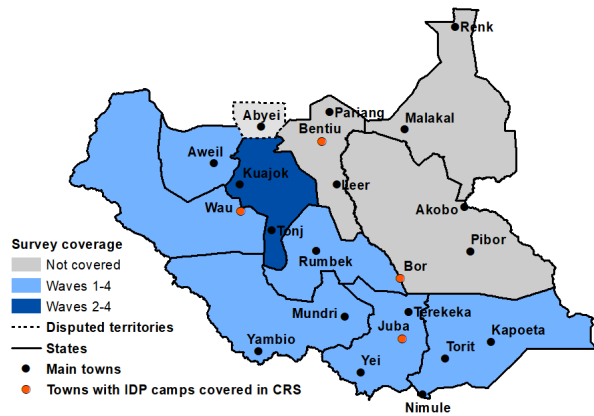 Renk
Abyei
Pariang
Malakal
Bentiu
Aweil
Kuajok
Leer
Wau
Akobo
Tonj
Pibor
Rumbek
Bor
Survey coverage
Not covered
Waves 1-4
Waves 2-4
Disputed territories
States
Main towns
Towns with IDP camps covered in CRS
Mundri
Terekeka
Juba
Kapoeta
Yambio
Yei
Torit
Nimule